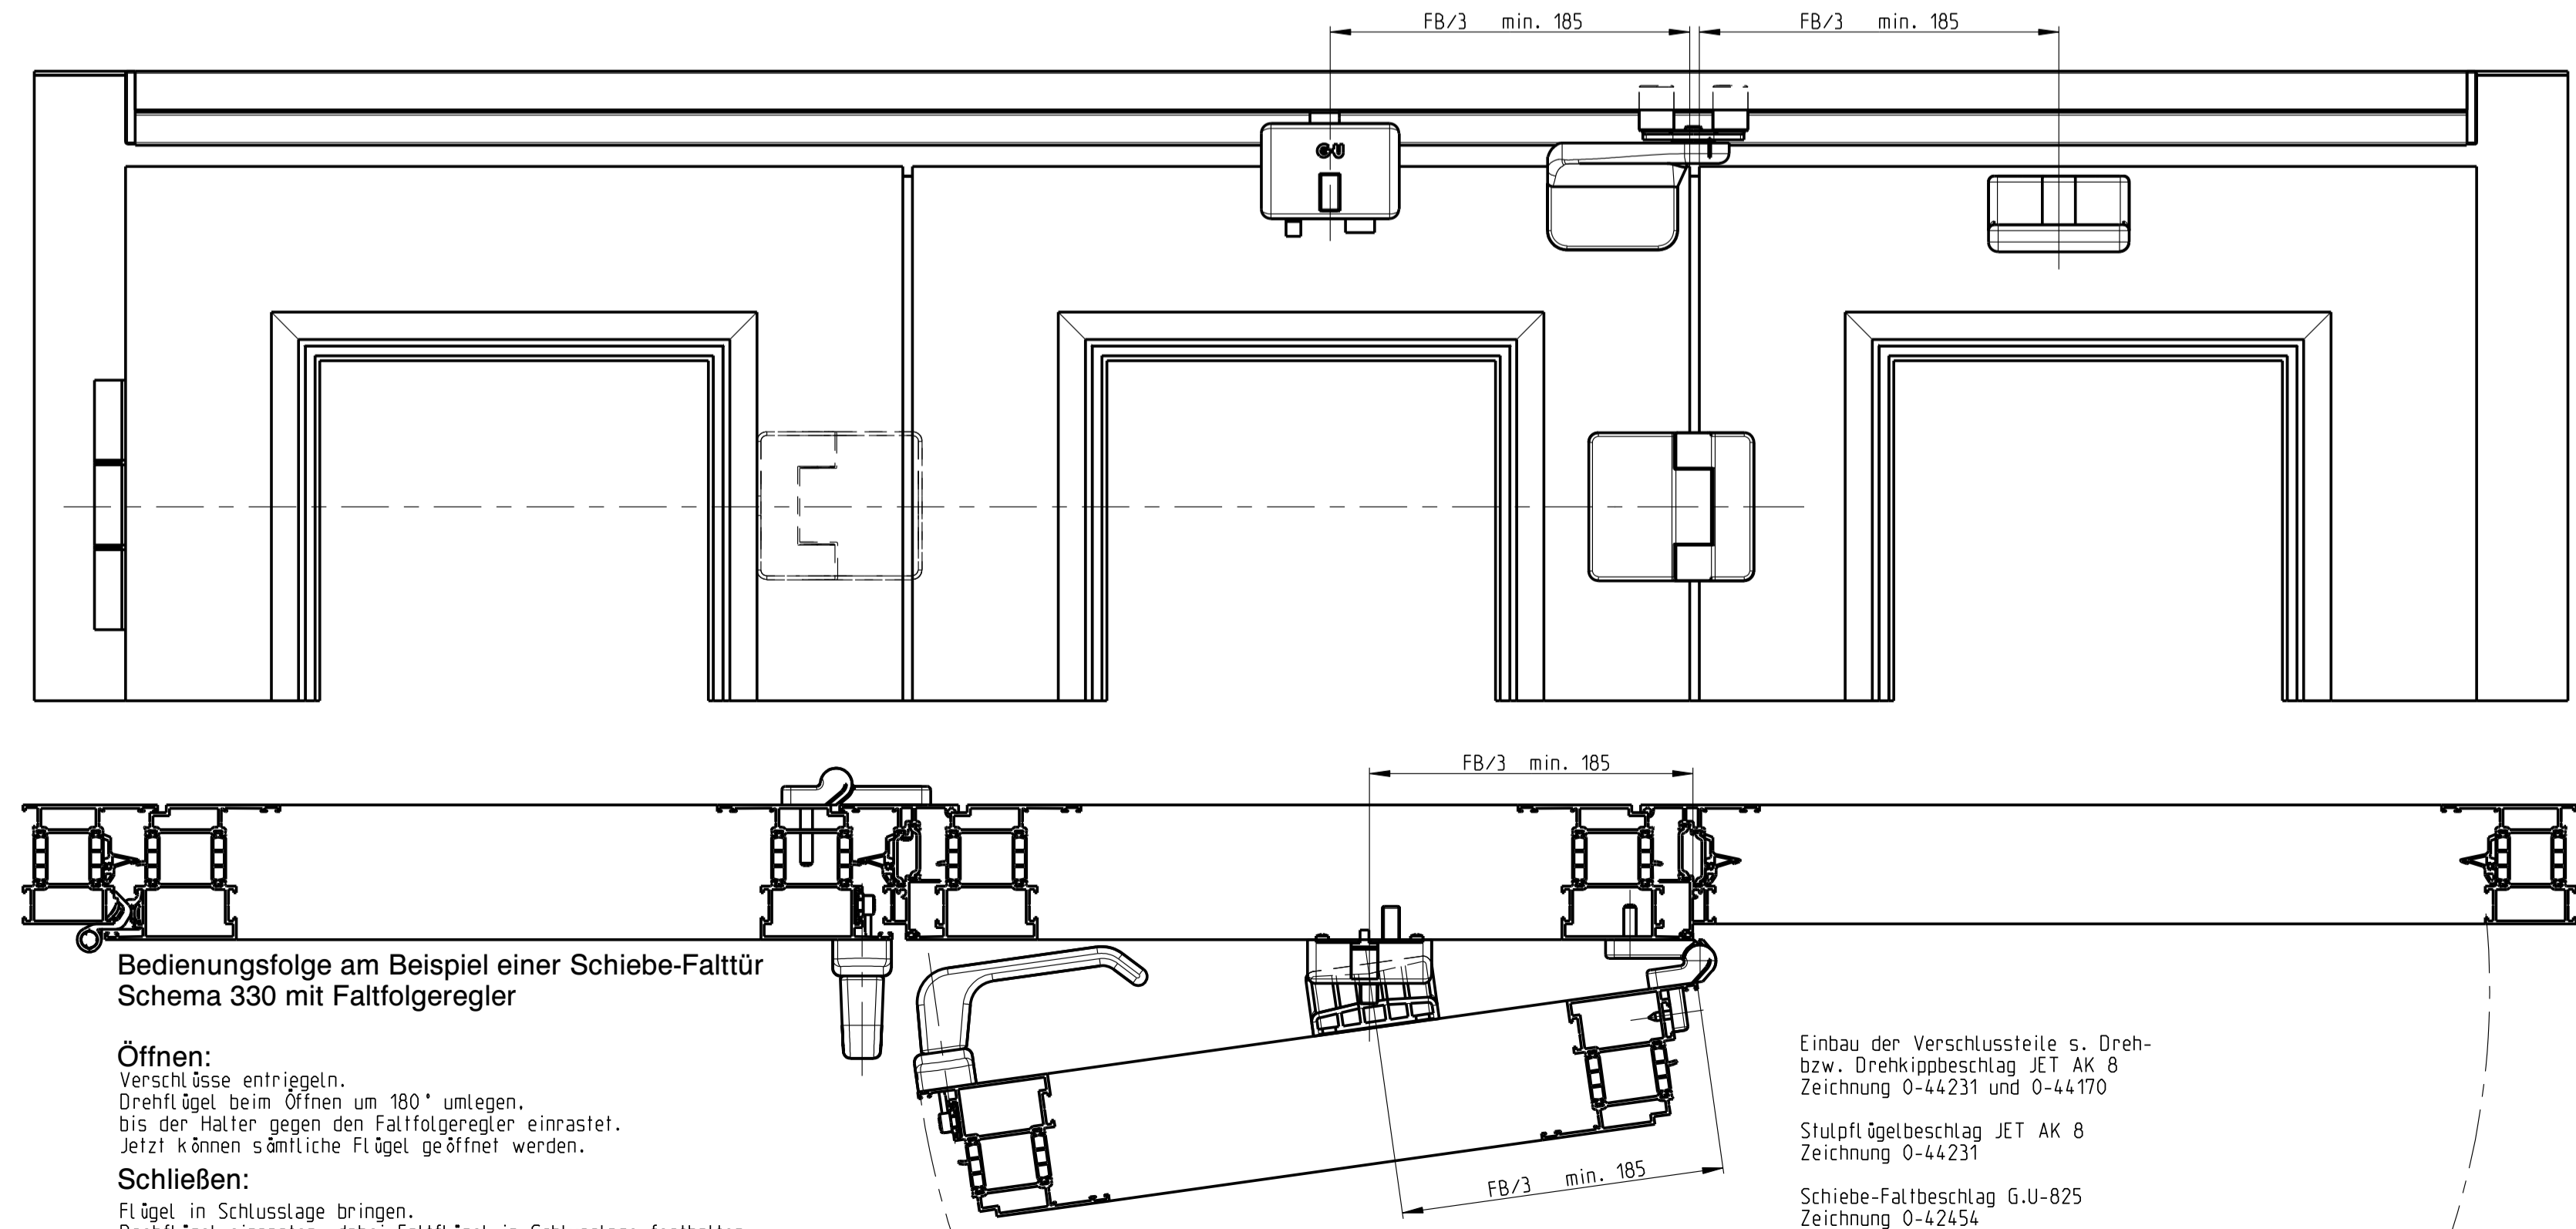 FB/3 min. 185
FB/3 min. 185
G-U
FB/3 min. 185
Bedienungsfolge am Beispiel einer Schiebe-Falttür
Schema 330 mit Faltfolgeregler
Öffnen:
Verschlüsse entriegeln.
Drehflügel beim Öffnen um 180° umlegen,
bis der Halter gegen den Faltfolgeregler einrastet.
Jetzt können sämtliche Flügel geöffnet werden.
Schließen:
Flügel in Schlusslage bringen.
FB/3 min. 185
Einbau der Verschlussteile s. Dreh-
bzw. Drehkippbeschlag JET AK 8
Zeichnung 0-44231 und 0-44170
Stulpflügelbeschlag JET AK 8
Zeichnung 0-44231
Schiebe-Faltbeschlag G.U-825
Zeichnung 0-42454